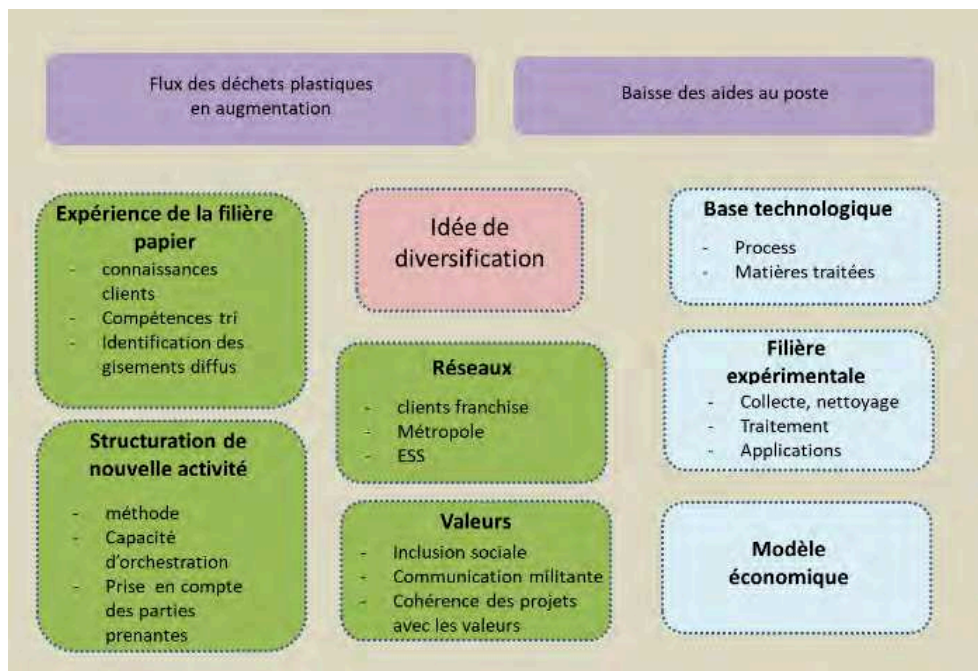 Flux des déchets plastiques
en augmentation
Baisse des aides au poste
Expérience de la filière
papier
- connaissances
clients
- Compétences tri
- Identification des
gisements diffus
Structuration de
nouvelle activité
- méthode
- Capacité
d'orchestration
- Prise en compte
des parties
prenantes
Idée de
diversification
Réseaux
- clients franchise
- Métropole
- ESS
Valeurs
- Inclusion sociale
- Communication militante
- Cohérence des projets
avec les valeurs
Base technologique
- Process
- Matières traitées
Filière
expérimentale
- Collecte, nettoyage
- Traitement
- Applications
Modèle
économique